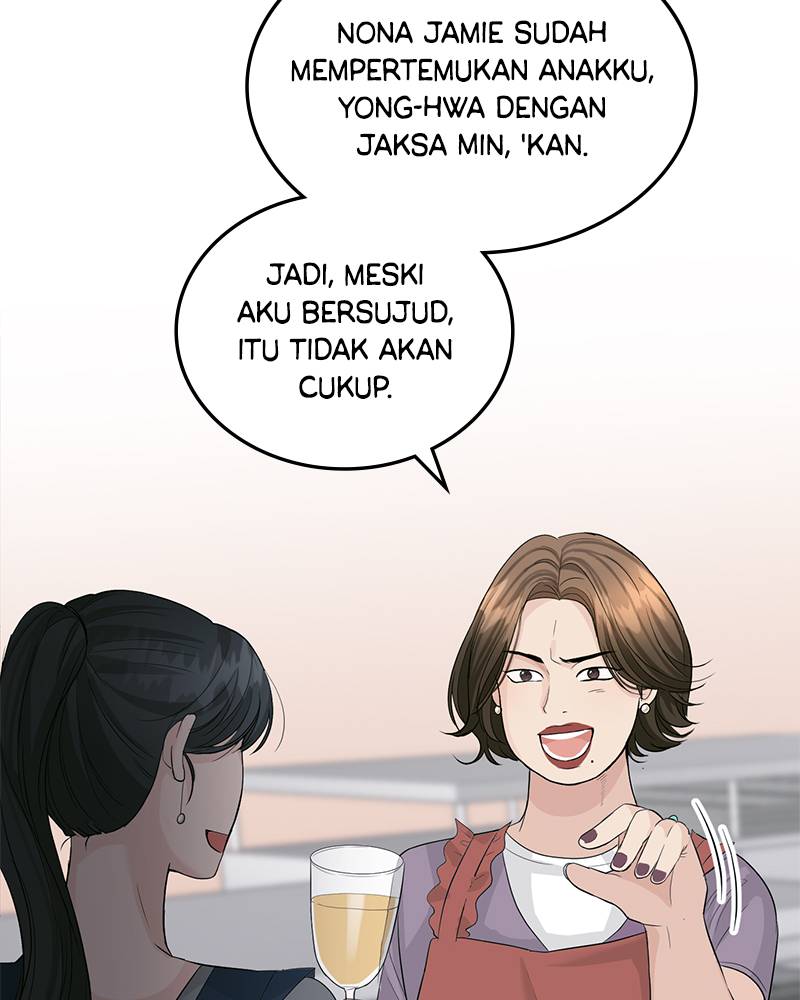 NONA JAMIE SUDAH
MEMPERTEMUKAN ANAKKU,
YONG-HWA DENGAN
JAKSA MIN, 'KAN.
JADI, MESKI
AKU BERSUJUD,
ITU TIDAK AKAN
CUKUP.